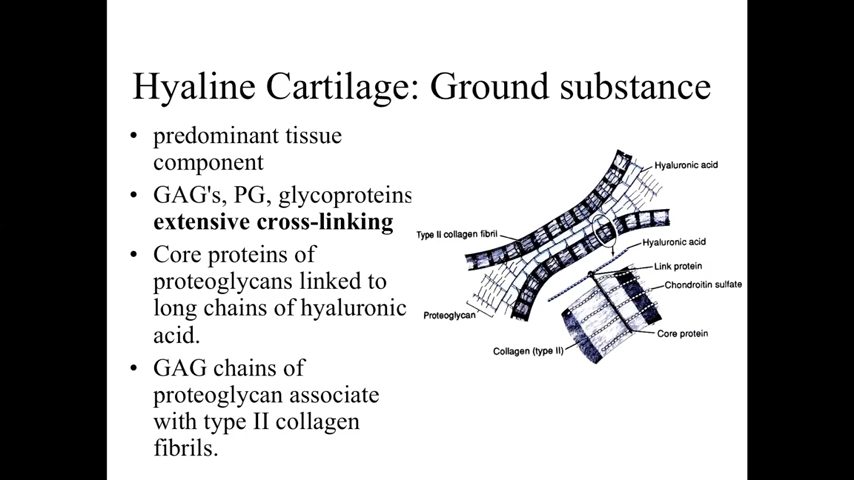 Hyaline Cartilage: Ground substance
• predominant tissue
component
• GAG's, PG, glycoproteins
extensive cross-linking
• Core proteins of
proteoglycans linked to
long chains of hyaluronic
acid.
• GAG chains of
proteoglycan associate
with type II collagen
fibrils.
Hyaluronic acid
Type II collagen fibril
Hyaluronic acid
Link protein
Chondroitin sulfate
Proteoglycan
Core protein
Collagen (type II)